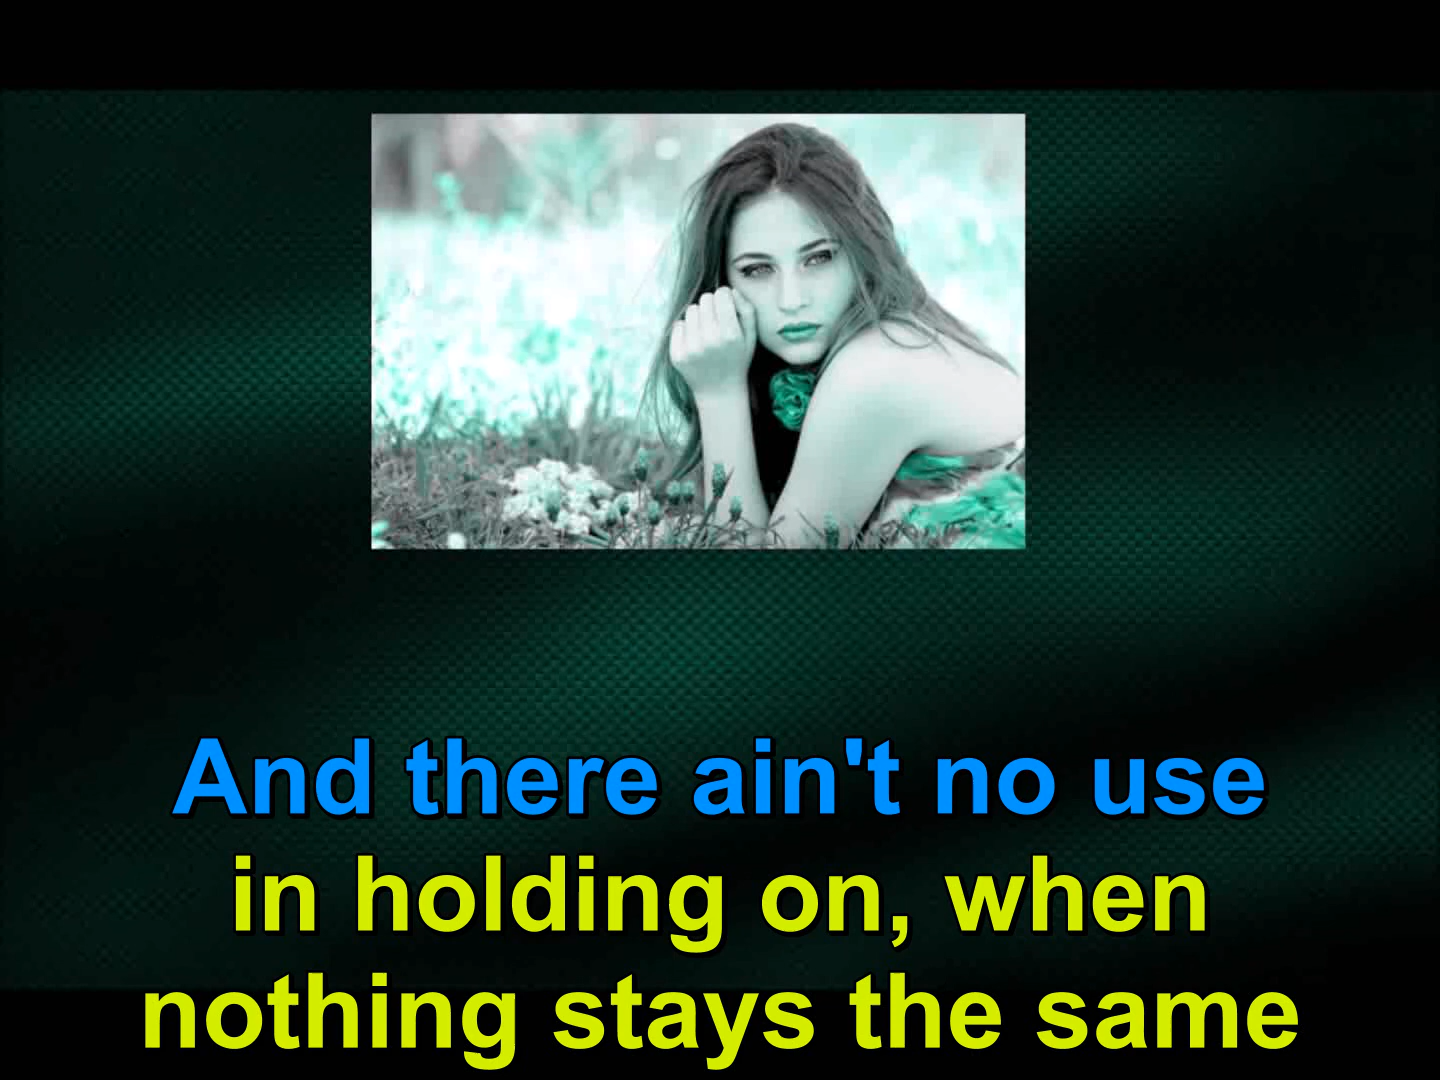 And there ain't no use
in holding on, when
nothing stays the same